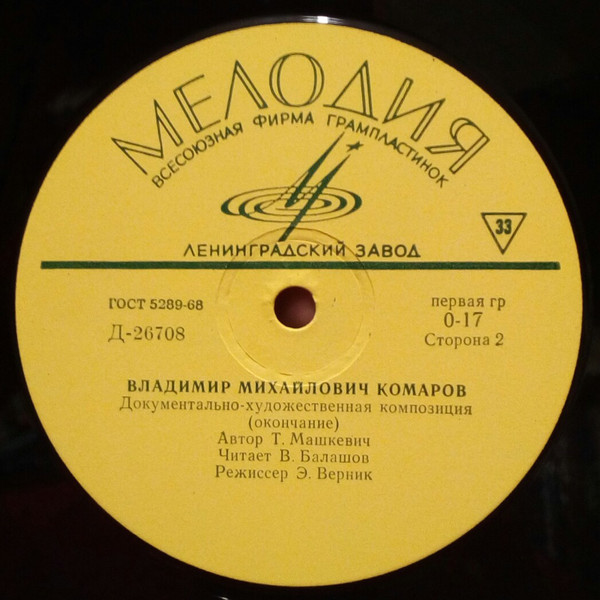 МЕЛОДИЯ
ВСЕСОЮЗНАЯ ФИРМА ГРАМПЛАСТИНОК
ЛЕНИНГРАДСКИЙ ЗАВОД
33
ГОСТ 5289-68
Д-26708
первая гр
0-17
Сторона 2
ВЛАДИМИР МИХАЙЛОВИЧ КОМАРОВ
Документально-художественная композиция
(окончание)
Автор Т. Машкевич
Читает В. Балашов
Режиссер Э. Верник